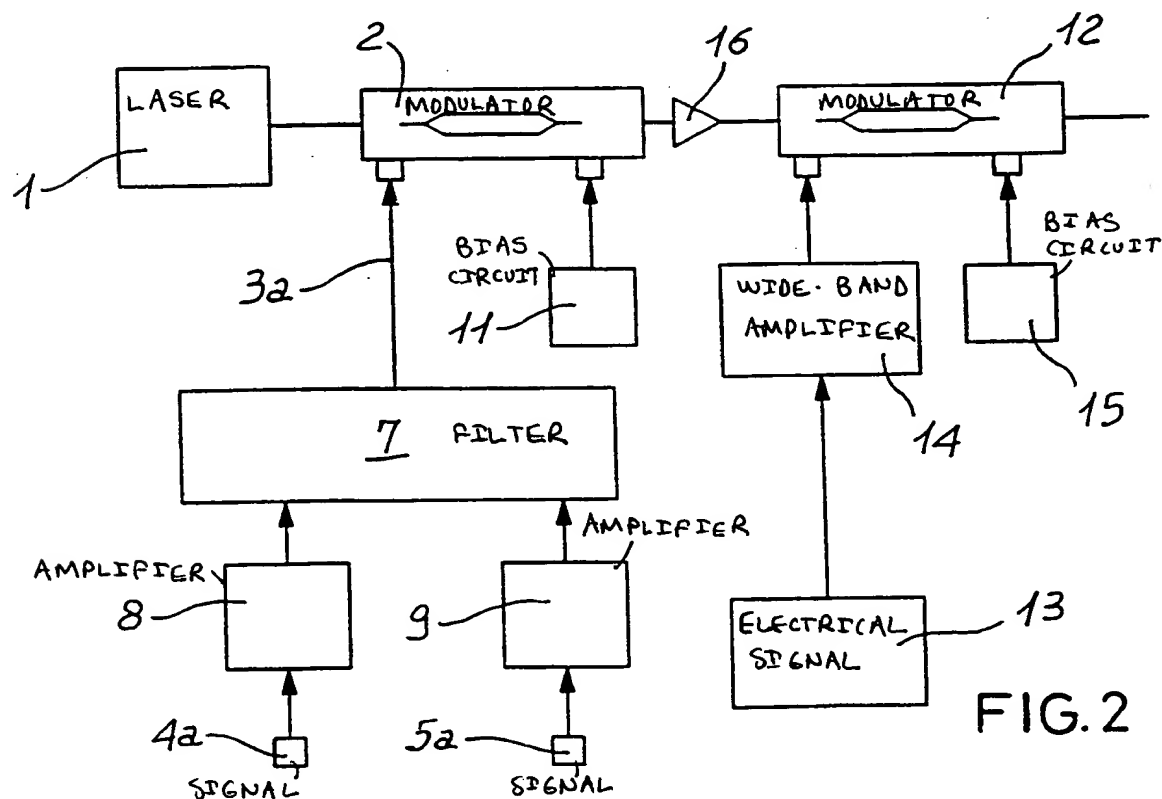 2
16
12
LASER
MODULATOR
MODULATOR
1
3a
BIAS
CIRCUIT
11
BIAS
CIRCUIT
WIDE-BAND
AMPLIFIER
14
15
7 FILTER
AMPLIFIER
AMPLIFIER
8
9
ELECTRICAL
SIGNAL
13
4a
SIGNAL
5a
SIGNAL
FIG. 2